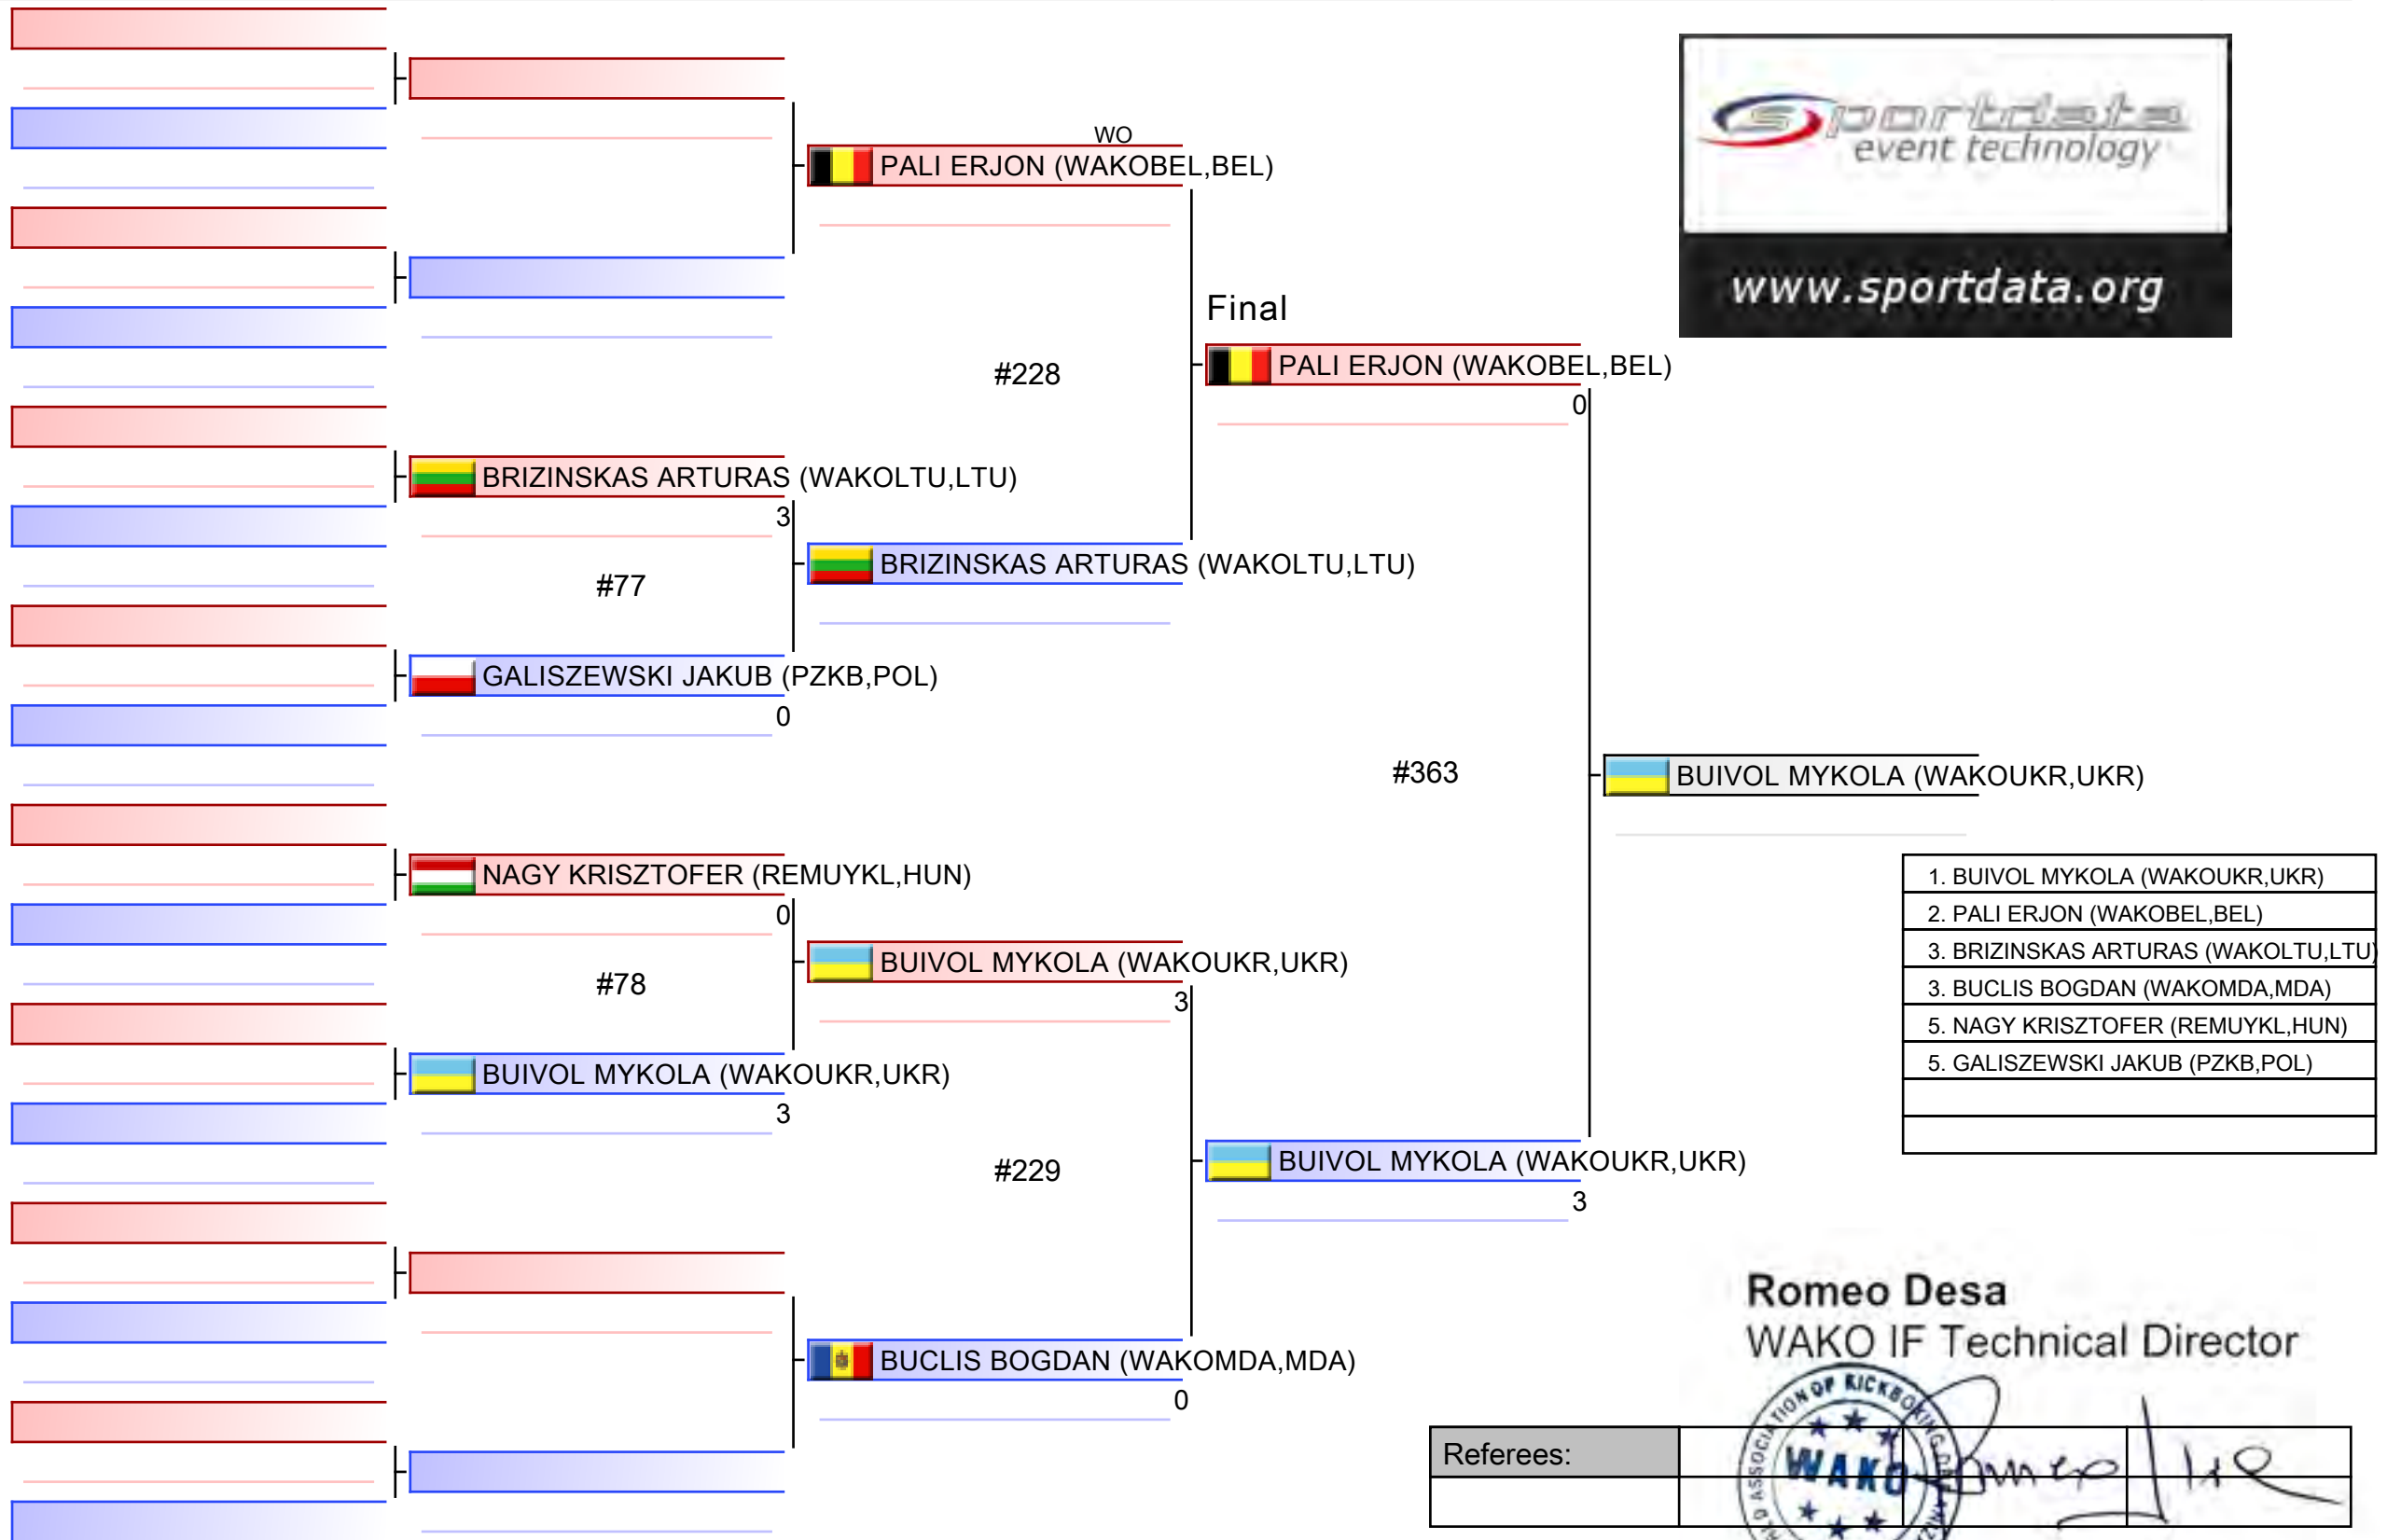 WO
PALI ERJON (WAKOBEL,BEL)
#228
BRIZINSKAS ARTURAS (WAKOLTU,LTU)
3
#77
GALISZEWSKI JAKUB (PZKB,POL)
0
BRIZINSKAS ARTURAS (WAKOLTU,LTU)
Final
PALI ERJON (WAKOBEL,BEL)
0
#363
NAGY KRISZTOFER (REMUYKL,HUN)
0
#78
BUIVOL MYKOLA (WAKOUKR,UKR)
3
BUIVOL MYKOLA (WAKOUKR,UKR)
3
#229
BUCLIS BOGDAN (WAKOMDA,MDA)
0
BUIVOL MYKOLA (WAKOUKR,UKR)
3
BUIVOL MYKOLA (WAKOUKR,UKR)
sportdata
event technology
www.sportdata.org
1. BUIVOL MYKOLA (WAKOUKR,UKR)
2. PALI ERJON (WAKOBEL,BEL)
3. BRIZINSKAS ARTURAS (WAKOLTU,LTU)
3. BUCLIS BOGDAN (WAKOMDA,MDA)
5. NAGY KRISZTOFER (REMUYKL,HUN)
5. GALISZEWSKI JAKUB (PZKB,POL)
Romeo Desa
WAKO IF Technical Director
Referees:
ASSOCIATION OF KICKBOXING
WAKO